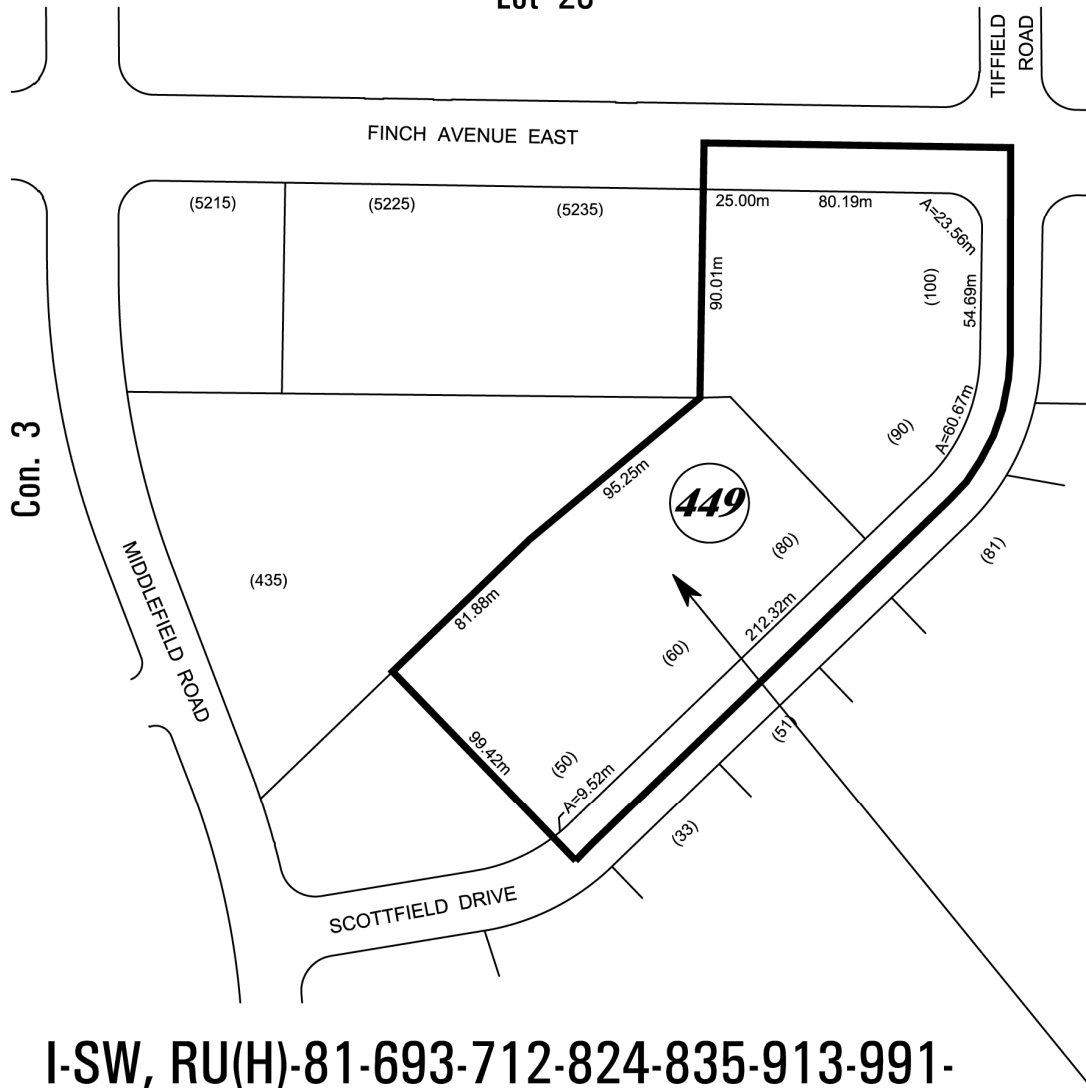 Lot 26
TIFFIELD
ROAD
FINCH AVENUE EAST
(5215)
(5225)
(5235)
25.00m
80.19m
A=23.56m
90.01m
(100)
54.69m
A=60.67m
(90)
Con. 3
95.25m
449
(80)
(81)
MIDDLEFIELD ROAD
(435)
81.88m
212.32m
(60)
99.42m
(50)
(51)
A=9.52m
(33)
SCOTTFIELD DRIVE
I-SW, RU(H)-81-693-712-824-835-913-991-